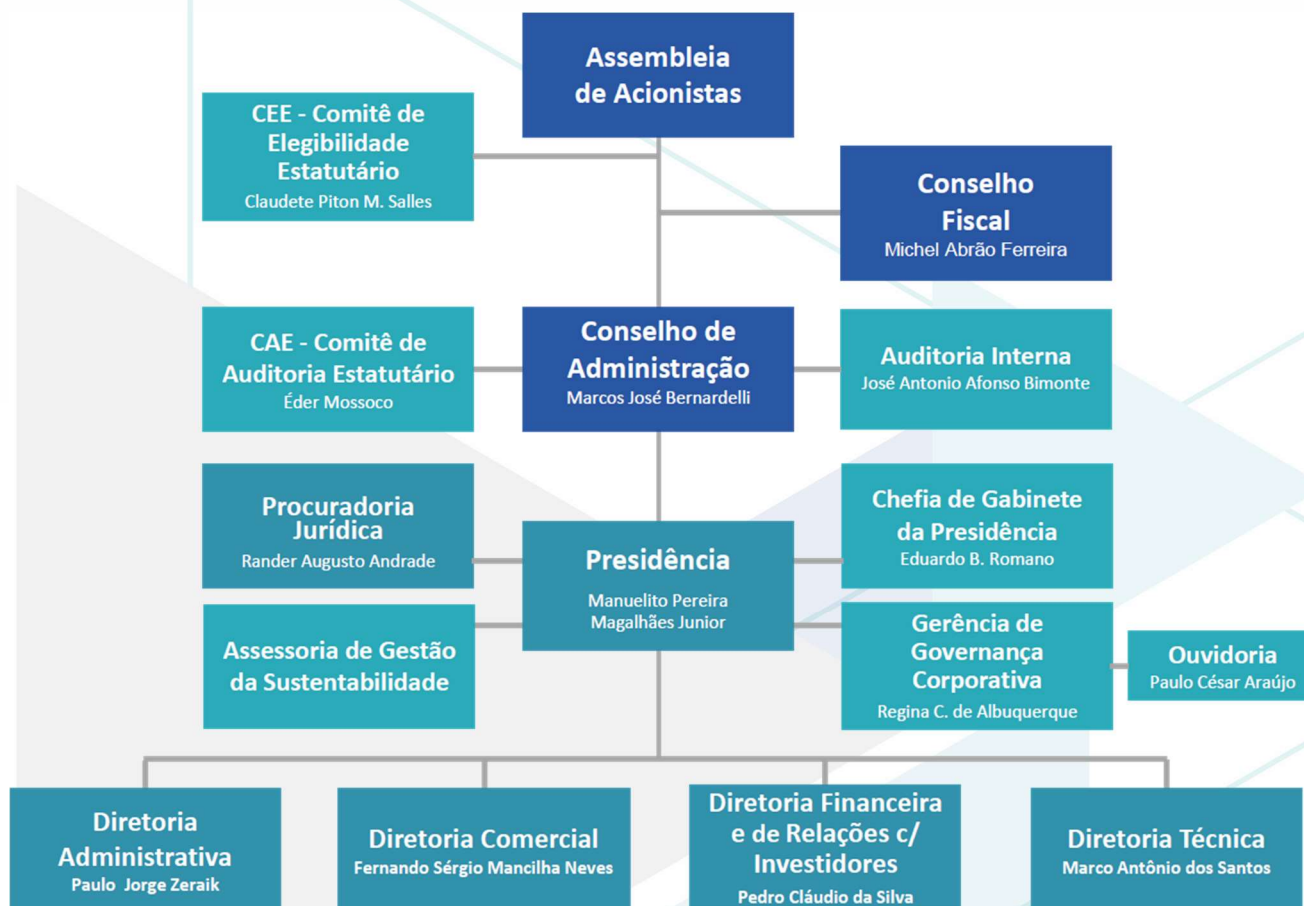 Assembleia
de Acionistas
CEE - Comitê de
Elegibilidade
Estatutário
Claudete Piton M. Salles
Conselho
Fiscal
Michel Abrão Ferreira
CAE - Comitê de
Auditoria Estatutário
Éder Mossoco
Conselho de
Administração
Marcos José Bernardelli
Auditoria Interna
José Antonio Afonso Bimonte
Procuradoria
Jurídica
Rander Augusto Andrade
Presidência
Manuelito Pereira
Magalhães Junior
Chefia de Gabinete
da Presidência
Eduardo B. Romano
Assessoria de Gestão
da Sustentabilidade
Gerência de
Governança
Corporativa
Regina C. de Albuquerque
Ouvidoria
Paulo César Araújo
Diretoria
Administrativa
Paulo Jorge Zeraik
Diretoria Comercial
Fernando Sérgio Mancilha Neves
Diretoria Financeira
e de Relações c/
Investidores
Pedro Cláudio da Silva
Diretoria Técnica
Marco Antônio dos Santos